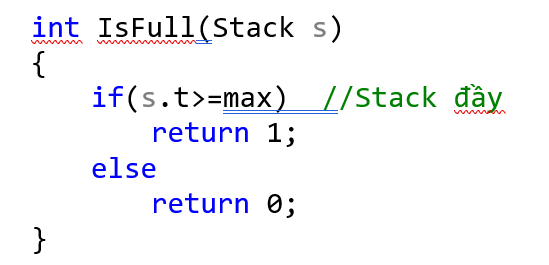 int IsFull(Stack s)
{
if(s.t>=max)  //Stack đầy
return 1;
else
return 0;
}